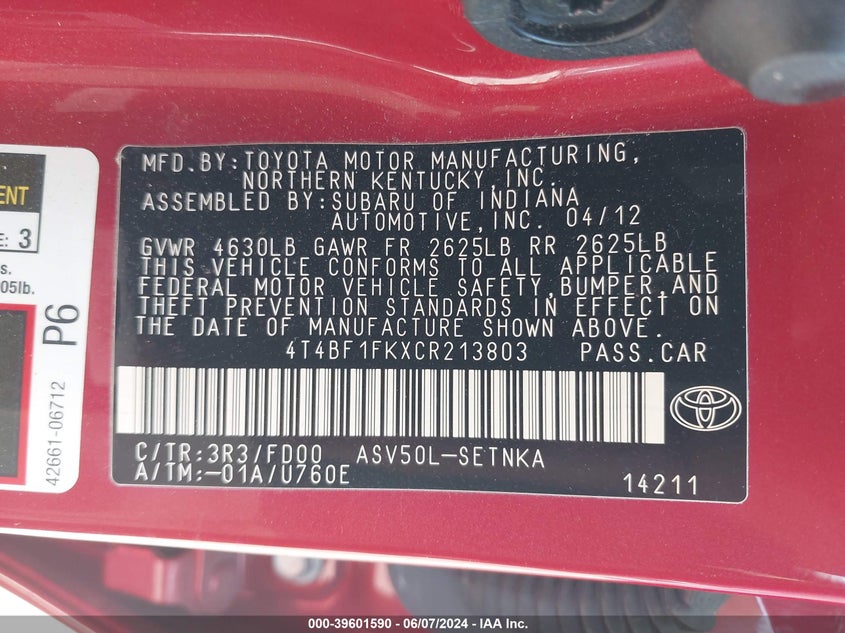 MFD.BY:TOYOTA MOTOR MANUFACTURING,
NORTHERN KENTUCKY,INC.
ASSEMBLED BY:SUBARU OF INDIANA
AUTOMOTIVE,INC. 04/12
GVWR 4630LB GAWR FR 2625LB RR 2625LB
THIS VEHICLE CONFORMS TO ALL APPLICABLE
FEDERAL MOTOR VEHICLE SAFETY,BUMPER,AND
THEFT PREVENTION STANDARDS IN EFFECT ON
THE DATE OF MANUFACTURE SHOWN ABOVE.
4T4BF1FKXCR213803 PASS.CAR
C/TR:3R3/FD00 ASV50L-SETNKA
A/TM:-01A/U760E
14211
3
P6
42661-06712
000-39601590 - 06/07/2024 - IAA Inc.